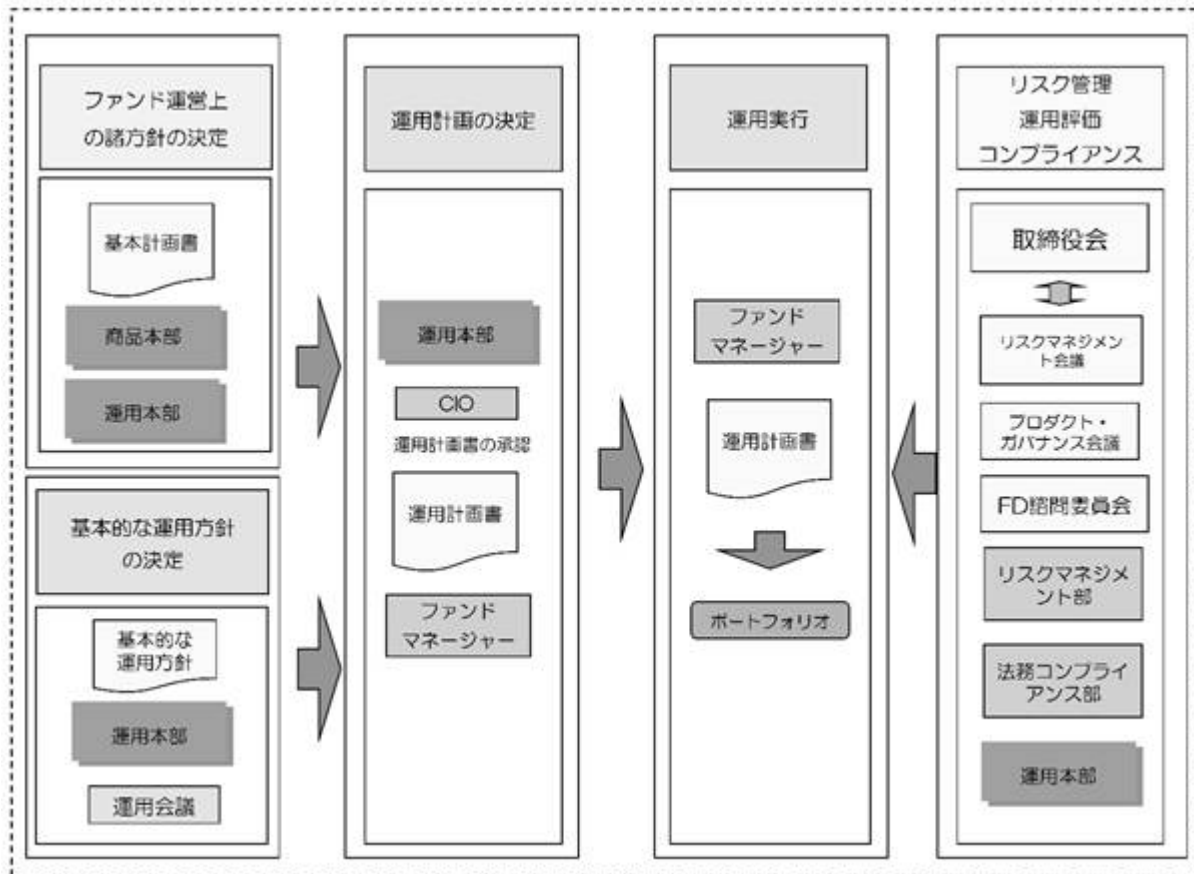 ファンド運営上
の諸方針の決定
基本計画書
商品本部
運用本部
基本的な運用方針
の決定
基本的な
運用方針
運用本部
運用会議
運用計画の決定
運用本部
CIO
運用計画書の承認
運用計画書
ファンド
マネージャー
運用実行
ファンド
マネージャー
運用計画書
ポートフォリオ
リスク管理
運用評価
コンプライアンス
取締役会
リスクマネジメン
ト会議
プロダクト・
ガバナンス会議
FD諮問委員会
リスクマネジメ
ント部
法務コンプライ
アンス部
運用本部